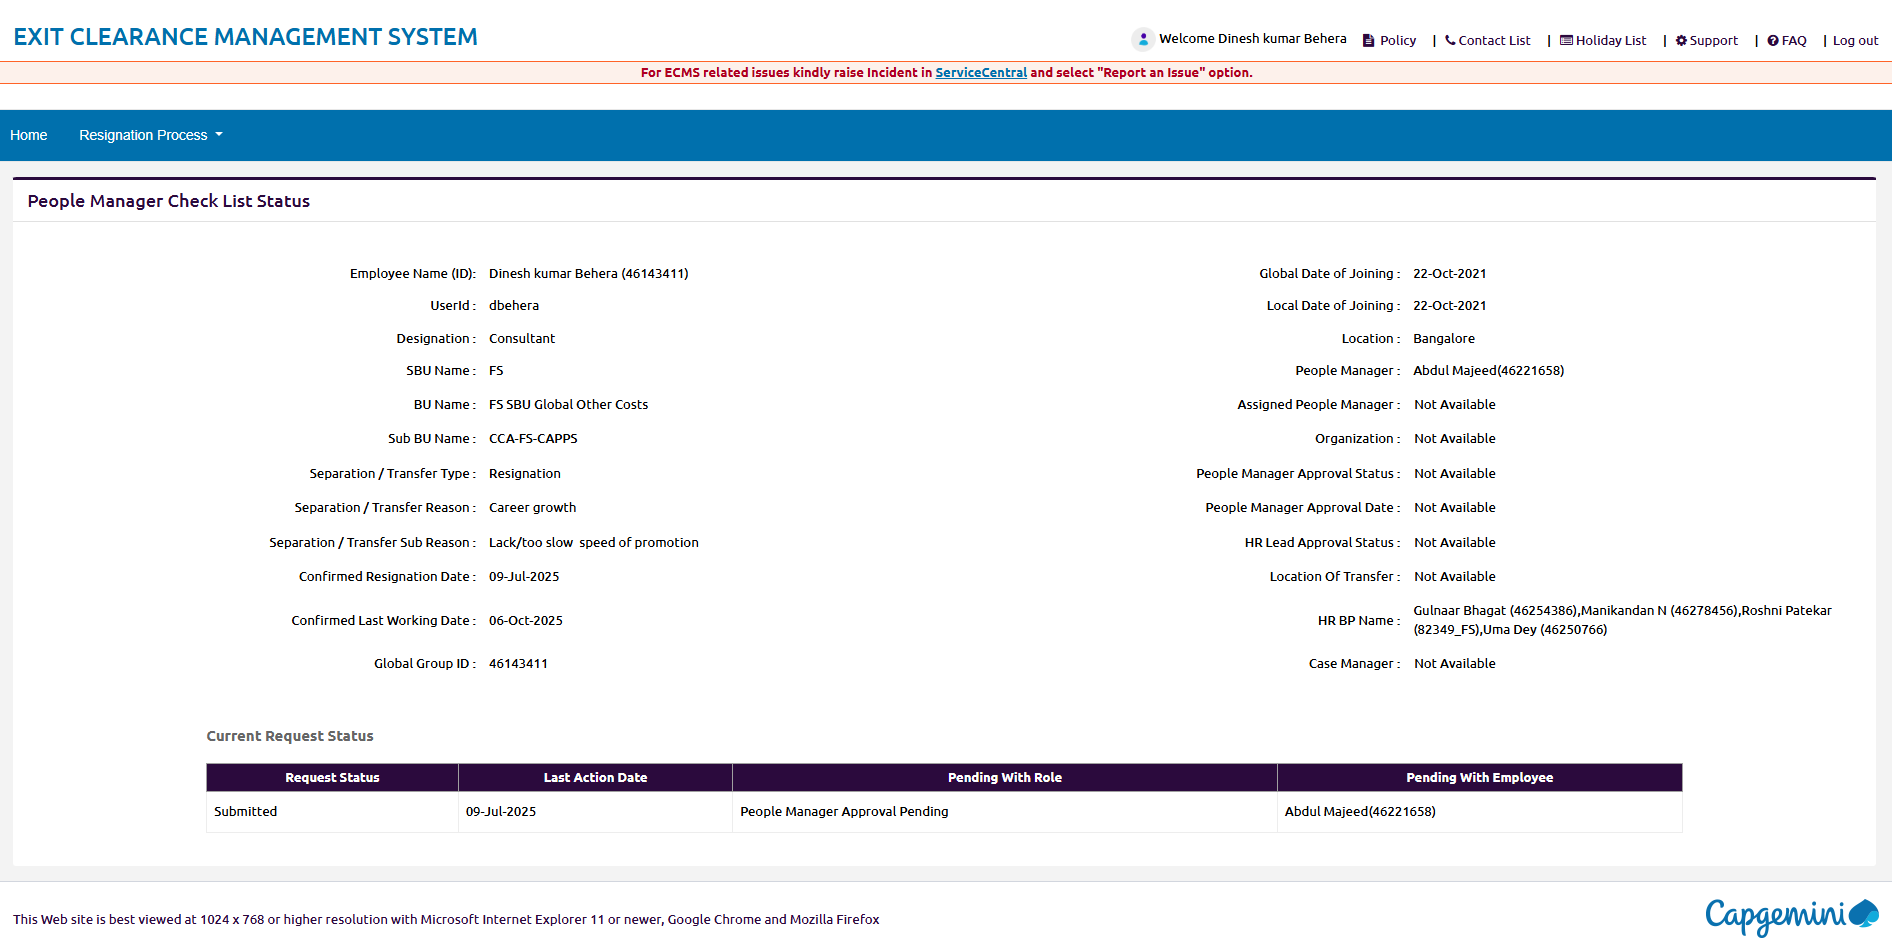 EXIT CLEARANCE MANAGEMENT SYSTEM
Welcome Dinesh kumar Behera Policy | Contact List | Holiday List | Support | FAQ | Log out
For ECMS related issues kindly raise Incident in ServiceCentral and select "Report an Issue" option.
Home Resignation Process
People Manager Check List Status
Employee Name (ID): Dinesh kumar Behera (46143411) Global Date of Joining : 22-Oct-2021
UserId : dbehera Local Date of Joining : 22-Oct-2021
Designation : Consultant Location : Bangalore
SBU Name : FS People Manager : Abdul Majeed(46221658)
BU Name : FS SBU Global Other Costs Assigned People Manager : Not Available
Sub BU Name : CCA-FS-CAPPS Organization : Not Available
Separation / Transfer Type : Resignation People Manager Approval Status : Not Available
Separation / Transfer Reason : Career growth People Manager Approval Date : Not Available
Separation / Transfer Sub Reason : Lack/too slow  speed of promotion HR Lead Approval Status : Not Available
Confirmed Resignation Date : 09-Jul-2025 Location Of Transfer : Not Available
Confirmed Last Working Date : 06-Oct-2025 HR BP Name : Gulnaar Bhagat (46254386),Manikandan N (46278456),Roshni Patekar
(82349_FS),Uma Dey (46250766)
Global Group ID : 46143411 Case Manager : Not Available
Current Request Status
Request Status Last Action Date Pending With Role Pending With Employee
Submitted 09-Jul-2025 People Manager Approval Pending Abdul Majeed(46221658)
This Web site is best viewed at 1024 x 768 or higher resolution with Microsoft Internet Explorer 11 or newer, Google Chrome and Mozilla Firefox
Capgemini